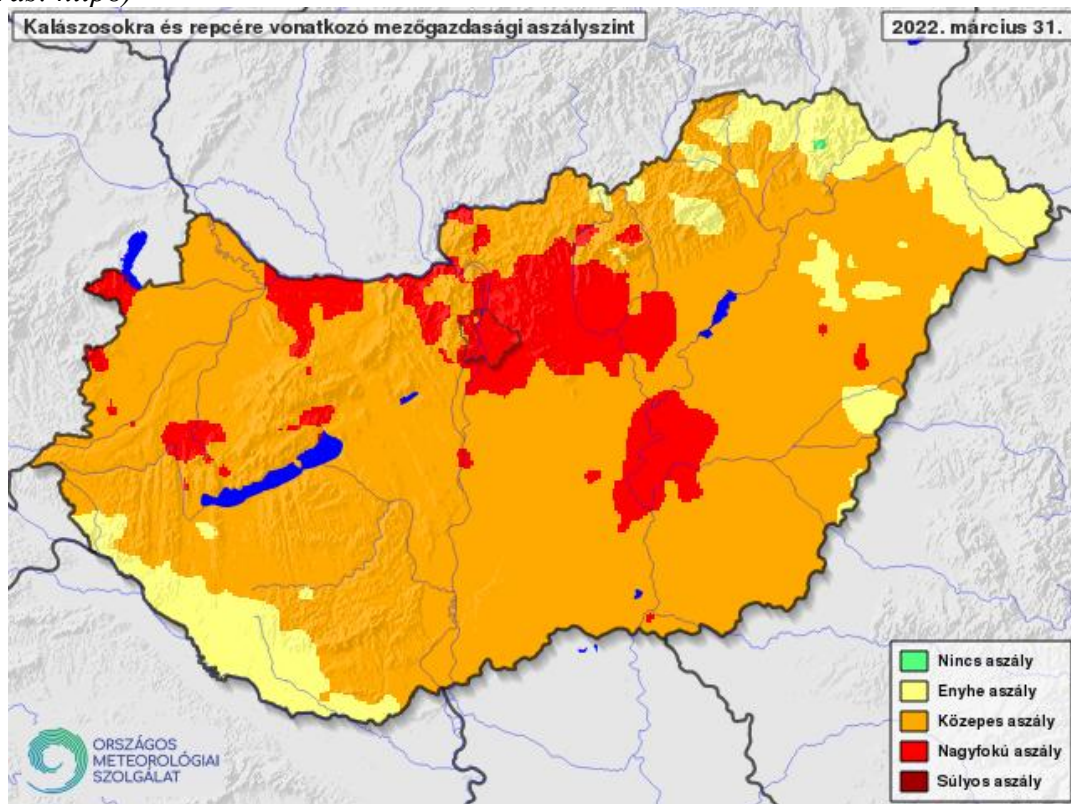 Kalászosokra és repcére vonatkozó mezőgazdasági aszályszint
2022. március 31.
Nincs aszály
Enyhe aszály
Közepes aszály
Nagyfokú aszály
Súlyos aszály
ORSZÁGOS
METEOROLÓGIAI
SZOLGÁLAT